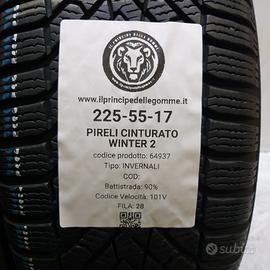 IL PRINCIPE DELLE GOMME
www.ilprincipedellegomme.it
225-55-17
PIRELI CINTURATO
WINTER 2
codice prodotto: 64937
Tipo: INVERNALI
COD:
Battistrada: 90%
Codice Velocità: 101V
FILA: 28
subito